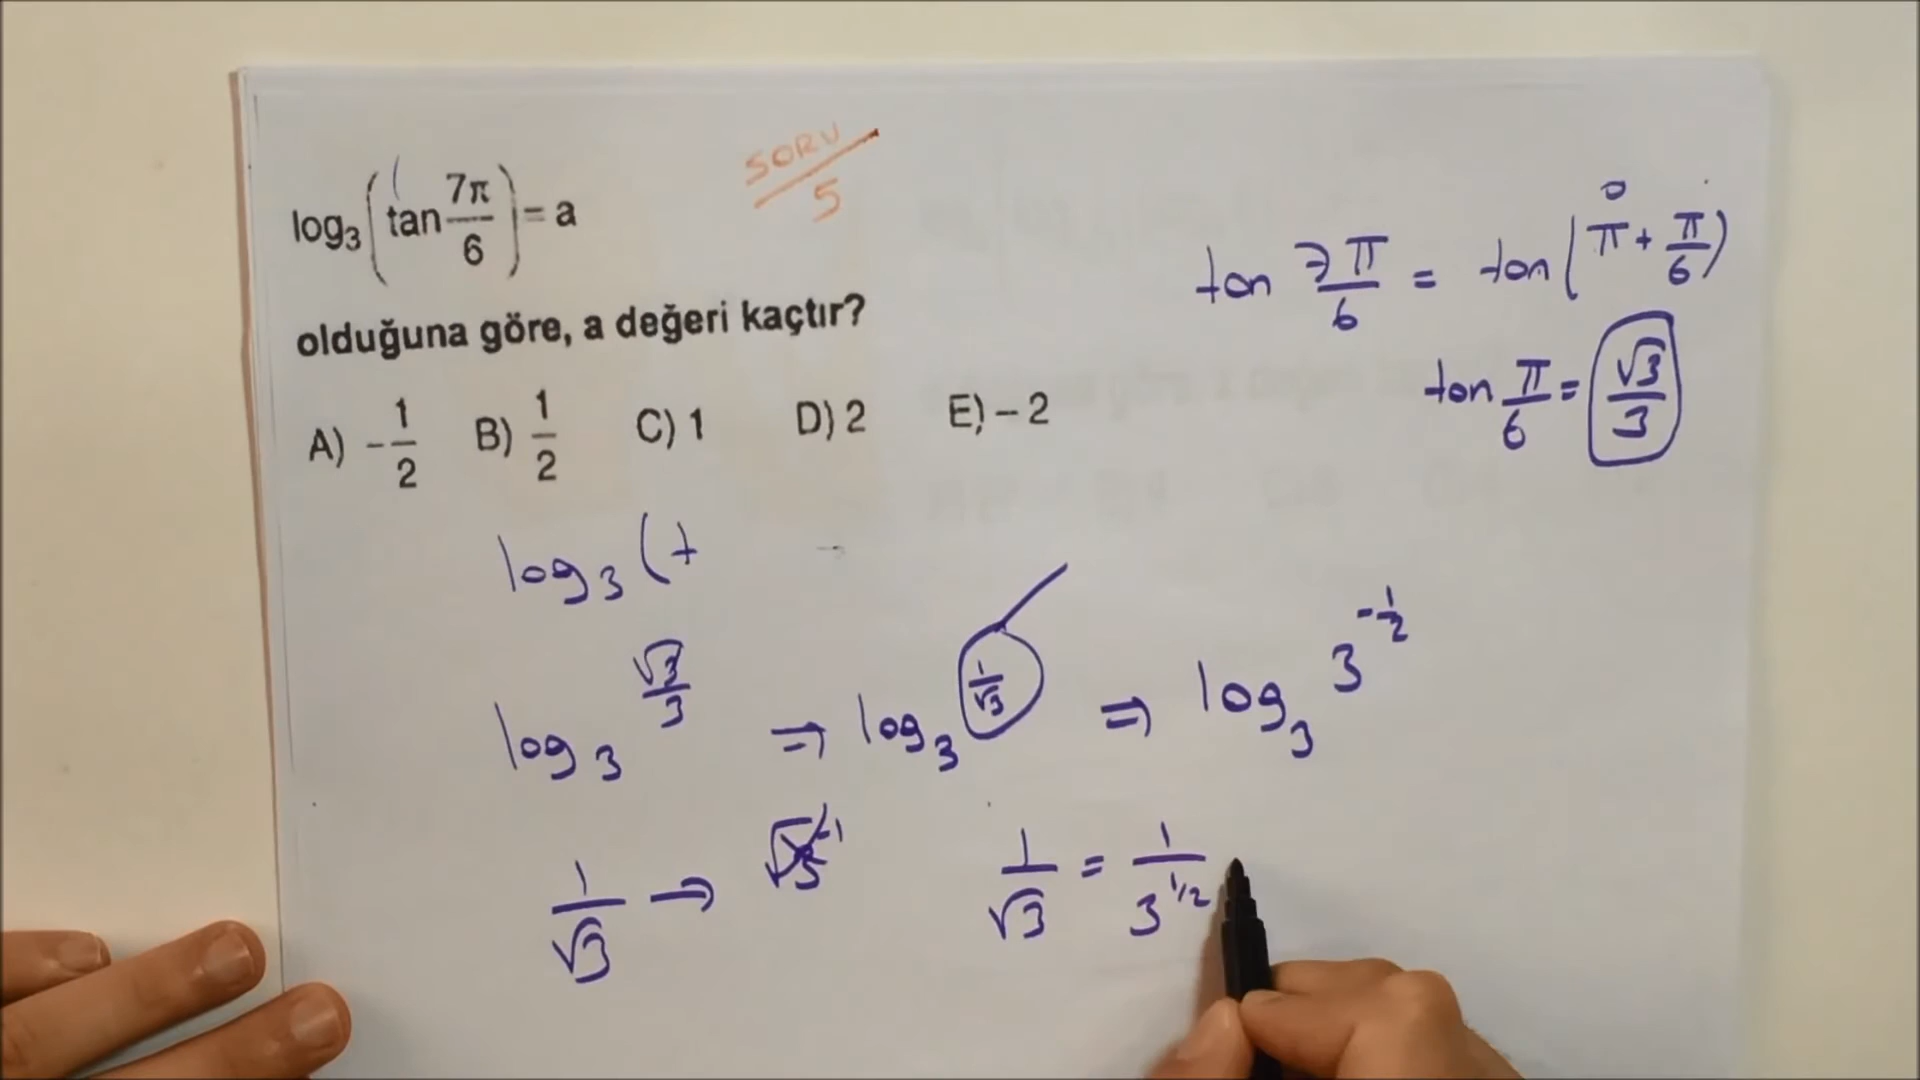 SORU
5
log₃(tan 7π/6) = a
olduğuna göre, a değeri kaçtır?
A) -1/2 B) 1/2 C) 1 D) 2 E) -2
tan 7π/6 = tan(π + π/6)
tan π/6 = √3/3
log₃(t
log₃ √3/3 ⇒ log₃ 1/√3 ⇒ log₃ 3^(-1/2)
1/√3 → √3⁻¹
1/√3 = 1/3^(1/2)